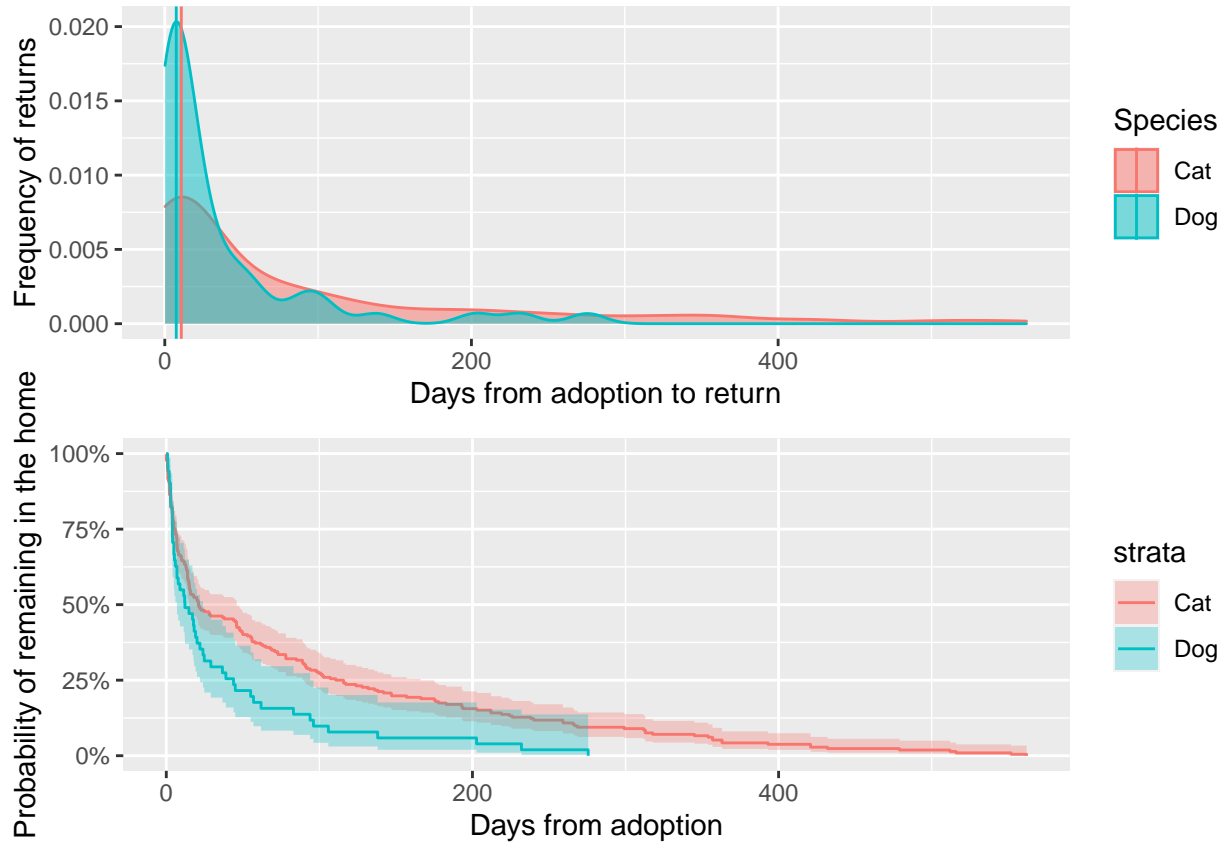 Frequency of returns
0.020
0.015
0.010
0.005
0.000
0
200
400
Days from adoption to return
Species
Cat
Dog
Probability of remaining in the home
100%
75%
50%
25%
0%
0
200
400
Days from adoption
strata
Cat
Dog